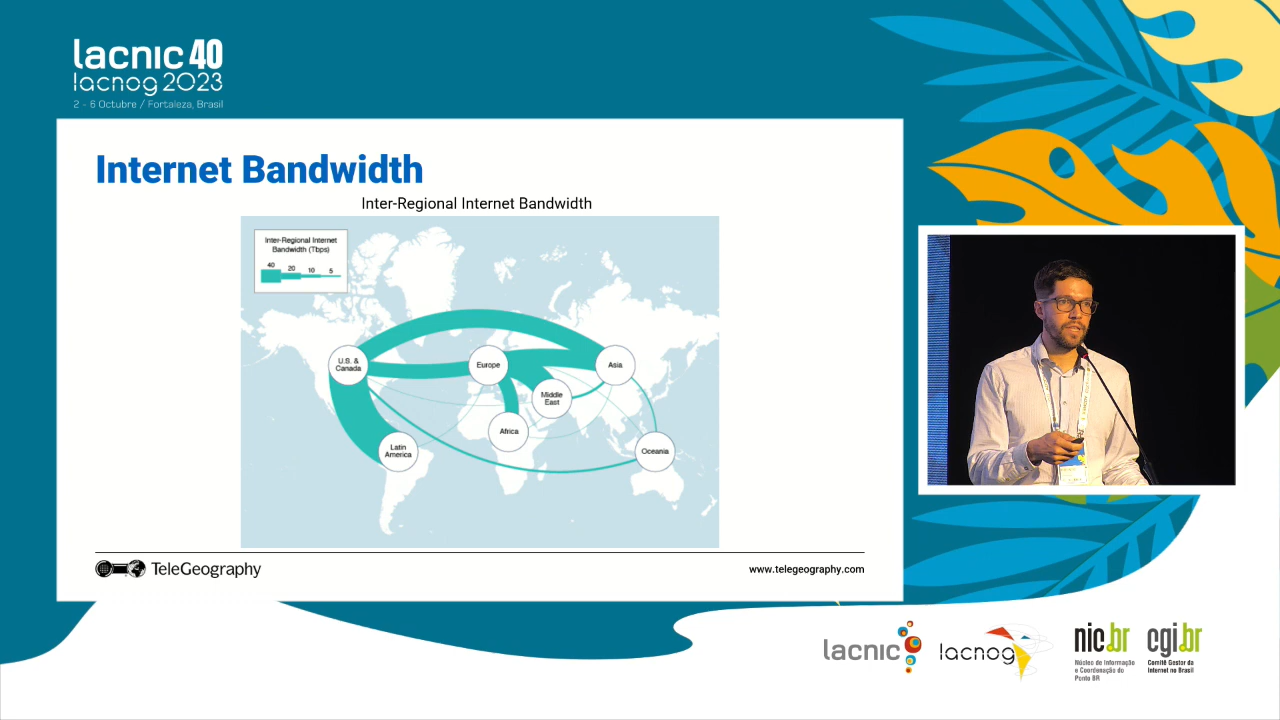 lacnic 40
lacnog 2023
2 - 6 Octubre / Fortaleza, Brasil
Internet Bandwidth
Inter-Regional Internet Bandwidth
Inter-Regional Internet
Bandwidth (Tbps)
40 20 10 5
U.S. &
Canada
Europe
Asia
Middle
East
Africa
Latin
America
Oceania
TeleGeography
www.telegeography.com
lacnic
lacnog
nic.br
Núcleo de Informação
e Coordenação do
Ponto BR
cgi.br
Comitê Gestor da
Internet no Brasil